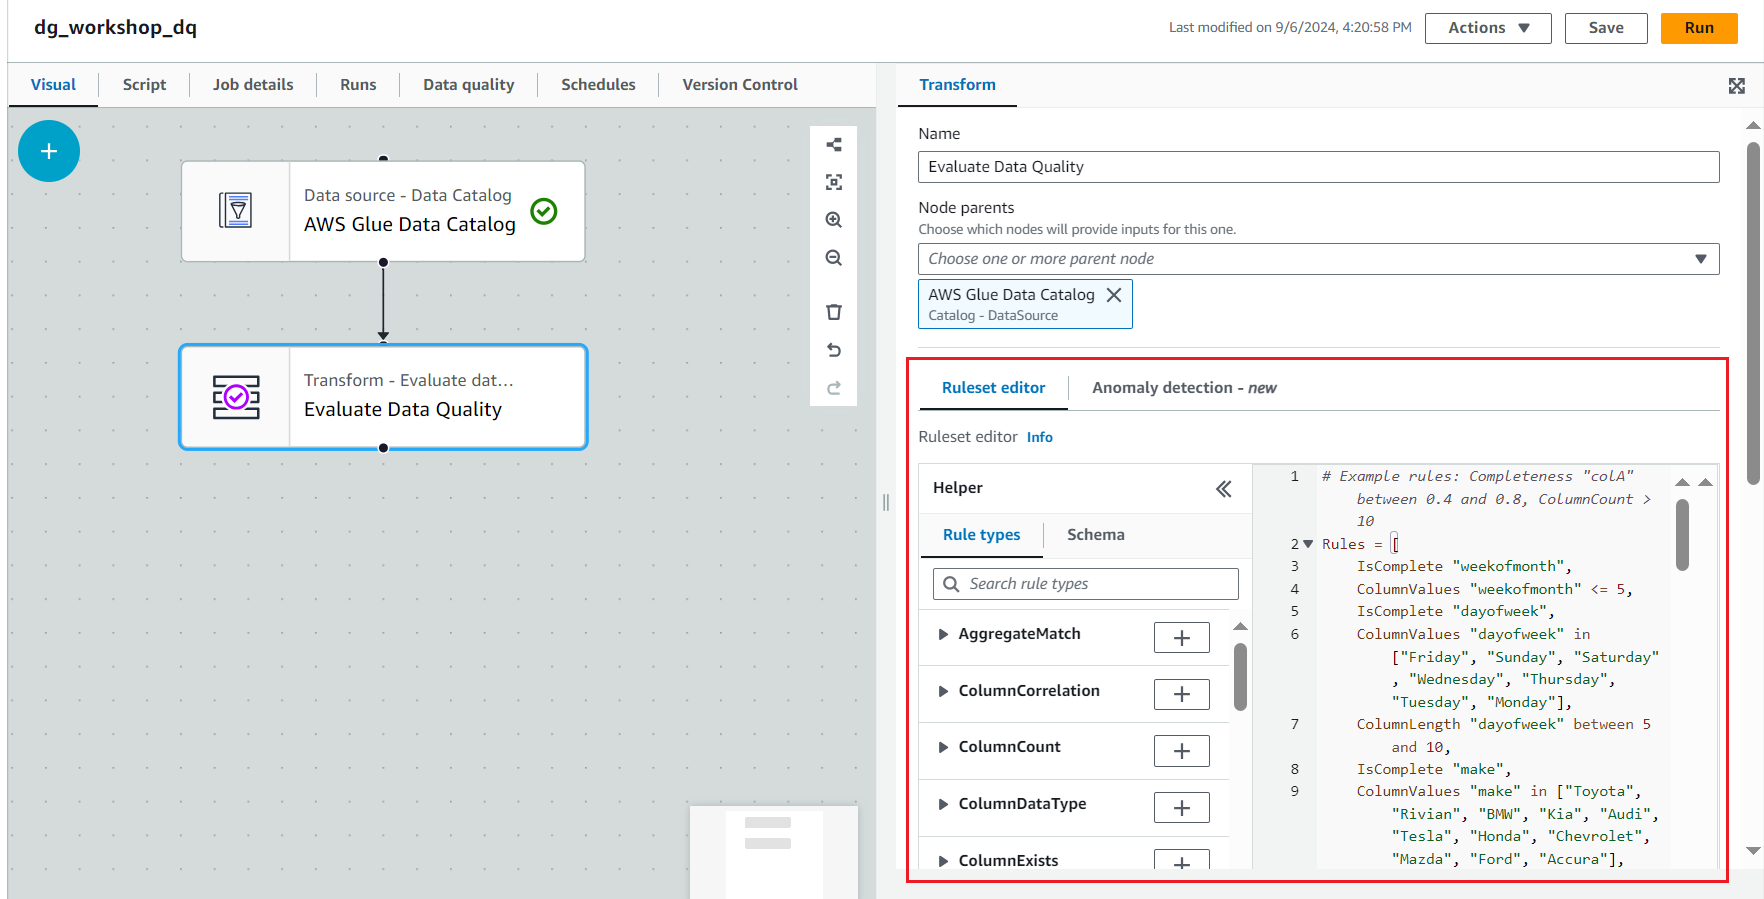 dg_workshop_dq
Last modified on 9/6/2024, 4:20:58 PM
Actions
Save
Run
Visual
Script
Job details
Runs
Data quality
Schedules
Version Control
Data source - Data Catalog
AWS Glue Data Catalog
Transform - Evaluate dat...
Evaluate Data Quality
Transform
Name
Evaluate Data Quality
Node parents
Choose which nodes will provide inputs for this one.
Choose one or more parent node
AWS Glue Data Catalog
Catalog - DataSource
Ruleset editor
Anomaly detection - new
Ruleset editor Info
Helper
Rule types
Schema
Search rule types
AggregateMatch
ColumnCorrelation
ColumnCount
ColumnDataType
ColumnExists
1 # Example rules: Completeness "colA"
between 0.4 and 0.8, ColumnCount >
10
2 Rules = [
3 IsComplete "weekofmonth",
4 ColumnValues "weekofmonth" <= 5,
5 IsComplete "dayofweek",
6 ColumnValues "dayofweek" in
["Friday", "Sunday", "Saturday"
, "Wednesday", "Thursday",
"Tuesday", "Monday"],
7 ColumnLength "dayofweek" between 5
and 10,
8 IsComplete "make",
9 ColumnValues "make" in ["Toyota",
"Rivian", "BMW", "Kia", "Audi",
"Tesla", "Honda", "Chevrolet",
"Mazda", "Ford", "Accura"],